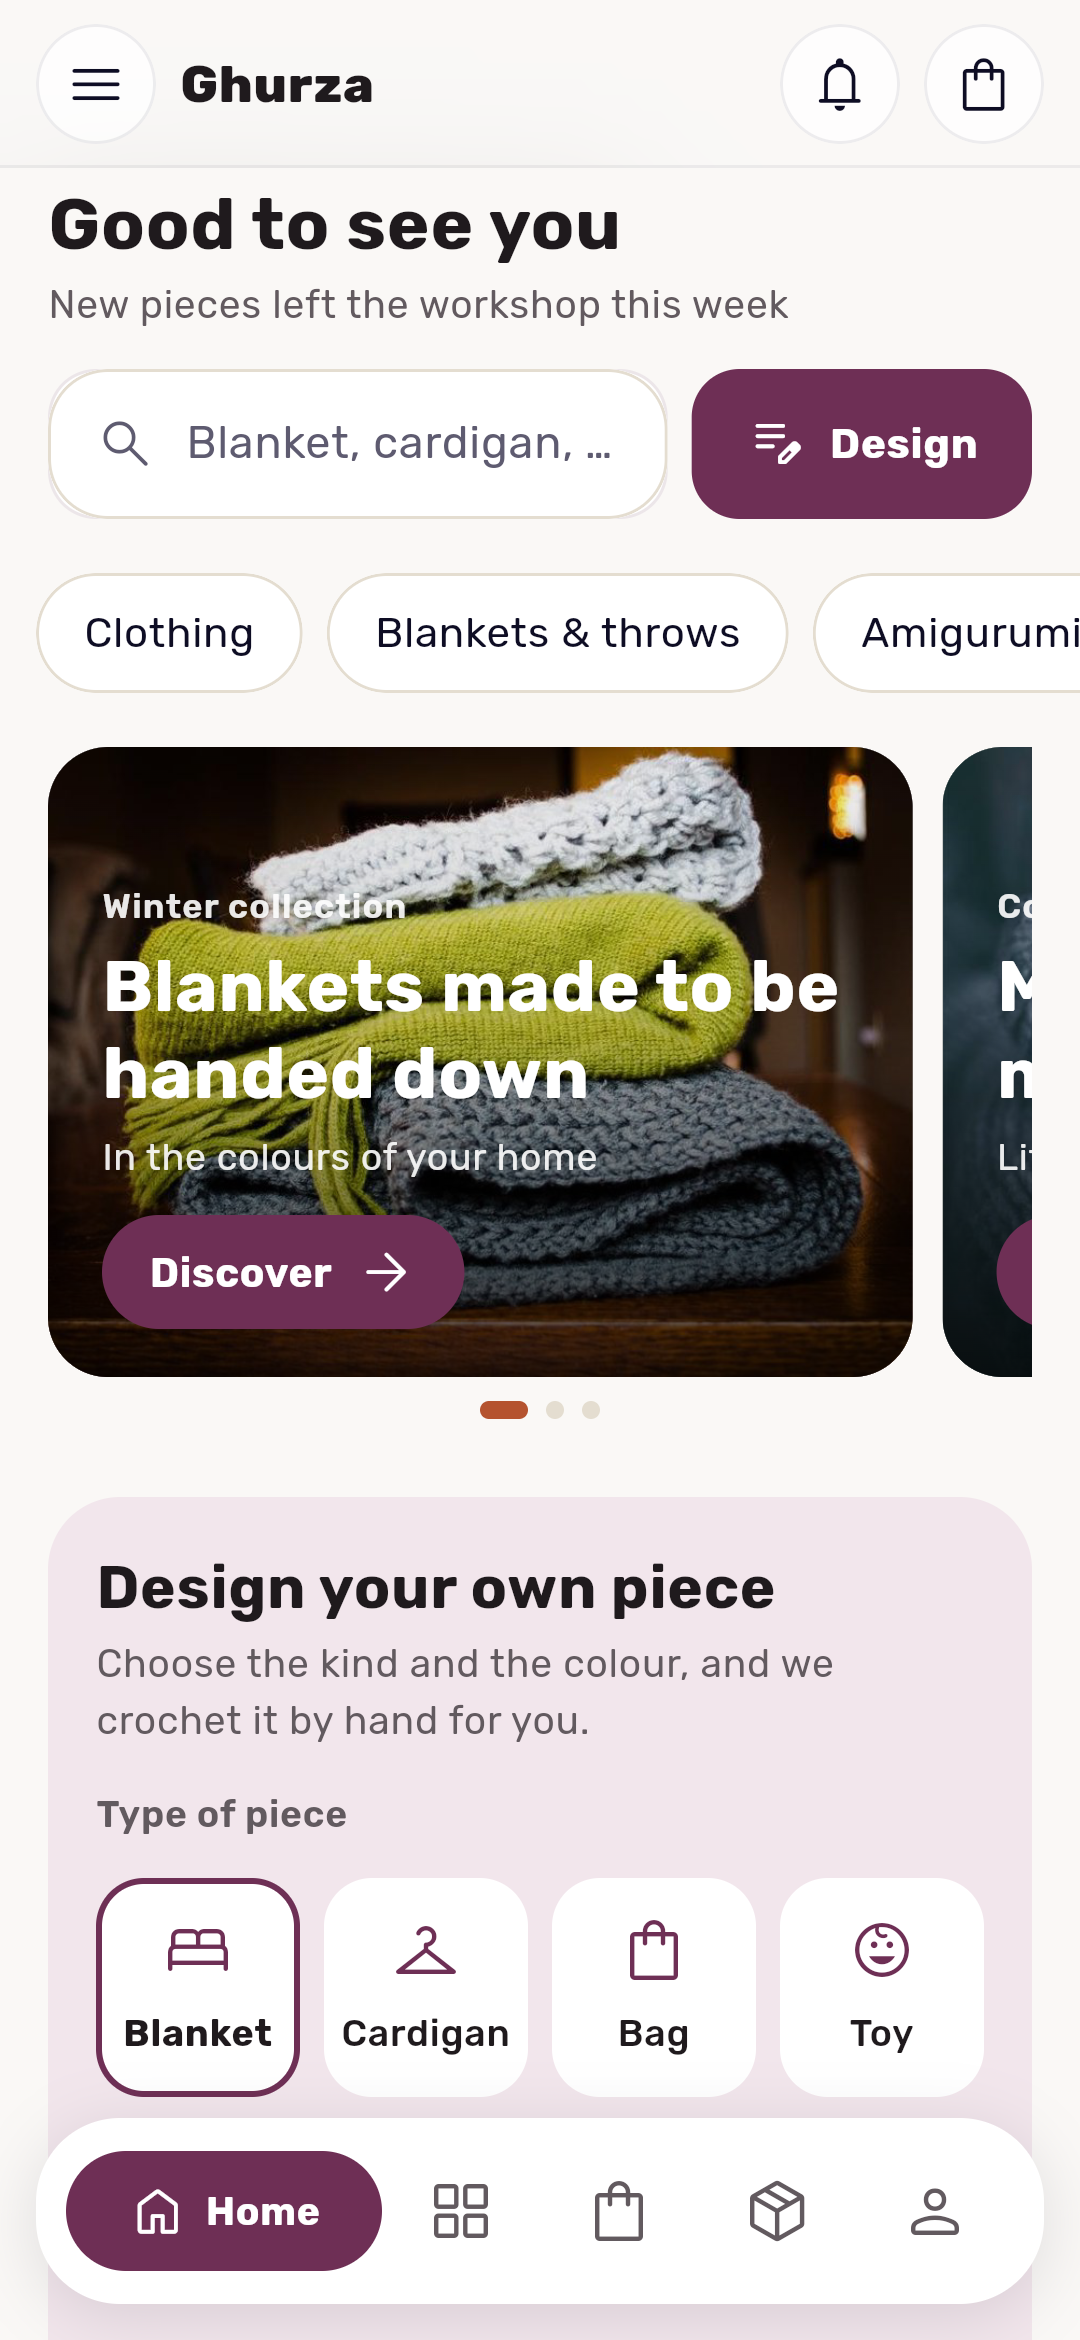 Ghurza
Good to see you
New pieces left the workshop this week
Blanket, cardigan, ...
Design
Clothing
Blankets & throws
Amigurumi
Winter collection
Blankets made to be
handed down
In the colours of your home
Discover
Design your own piece
Choose the kind and the colour, and we
crochet it by hand for you.
Type of piece
Blanket
Cardigan
Bag
Toy
Home